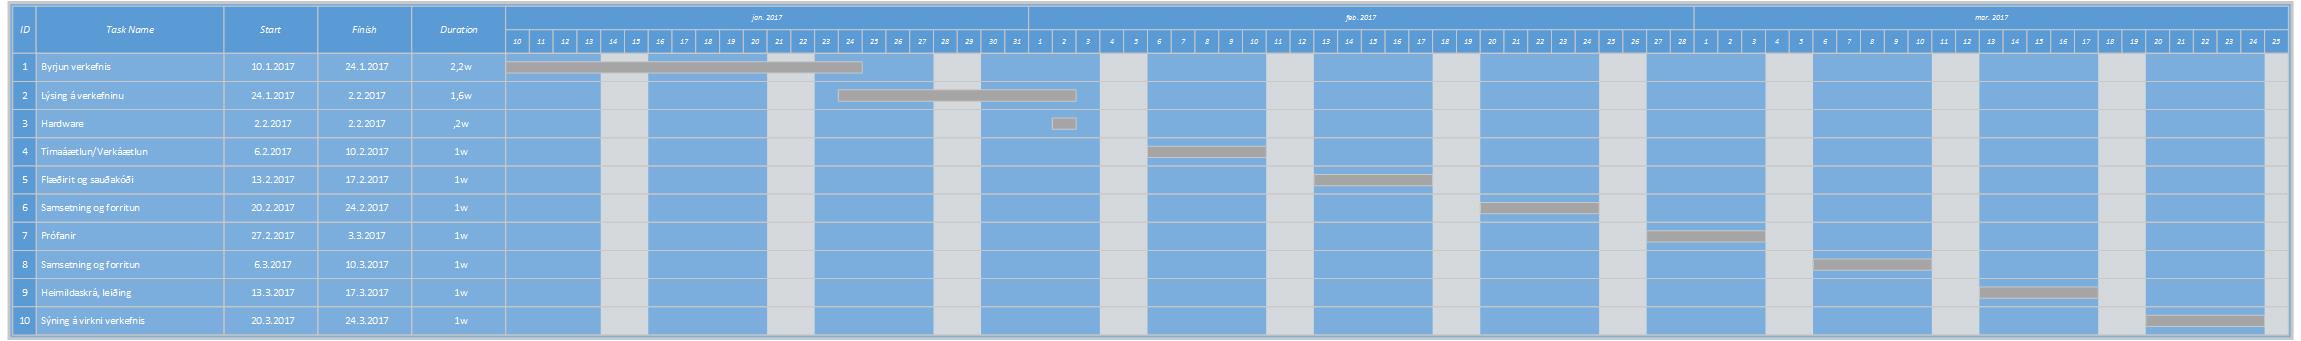 ID Task Name Start Finish Duration jan. 2017 feb. 2017 mar. 2017
10 11 12 13 14 15 16 17 18 19 20 21 22 23 24 25 26 27 28 29 30 31 1 2 3 4 5 6 7 8 9 10 11 12 13 14 15 16 17 18 19 20 21 22 23 24 25 26 27 28 1 2 3 4 5 6 7 8 9 10 11 12 13 14 15 16 17 18 19 20 21 22 23 24 25
1 Byrjun verkefnis 10.1.2017 24.1.2017 2,2w
2 Lýsing á verkefninu 24.1.2017 2.2.2017 1,6w
3 Hardware 2.2.2017 2.2.2017 ,2w
4 Tímaáætlun/Verkáætlun 6.2.2017 10.2.2017 1w
5 Flæðirit og sauðakóði 13.2.2017 17.2.2017 1w
6 Samsetning og forritun 20.2.2017 24.2.2017 1w
7 Prófanir 27.2.2017 3.3.2017 1w
8 Samsetning og forritun 6.3.2017 10.3.2017 1w
9 Heimildaskrá, leiðing 13.3.2017 17.3.2017 1w
10 Sýning á virkni verkefnis 20.3.2017 24.3.2017 1w